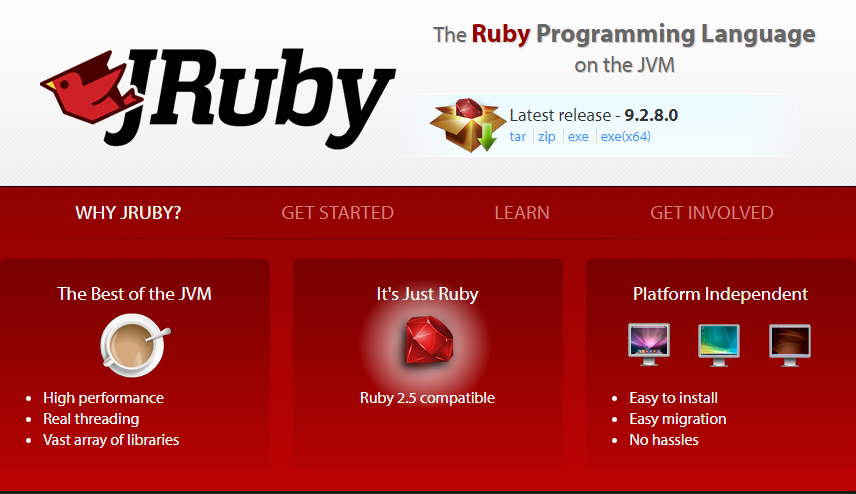 JRuby
The Ruby Programming Language
on the JVM
Latest release - 9.2.8.0
tar | zip | exe | exe(x64)
WHY JRUBY? GET STARTED LEARN GET INVOLVED
The Best of the JVM
• High performance
• Real threading
• Vast array of libraries
It's Just Ruby
Ruby 2.5 compatible
Platform Independent
• Easy to install
• Easy migration
• No hassles